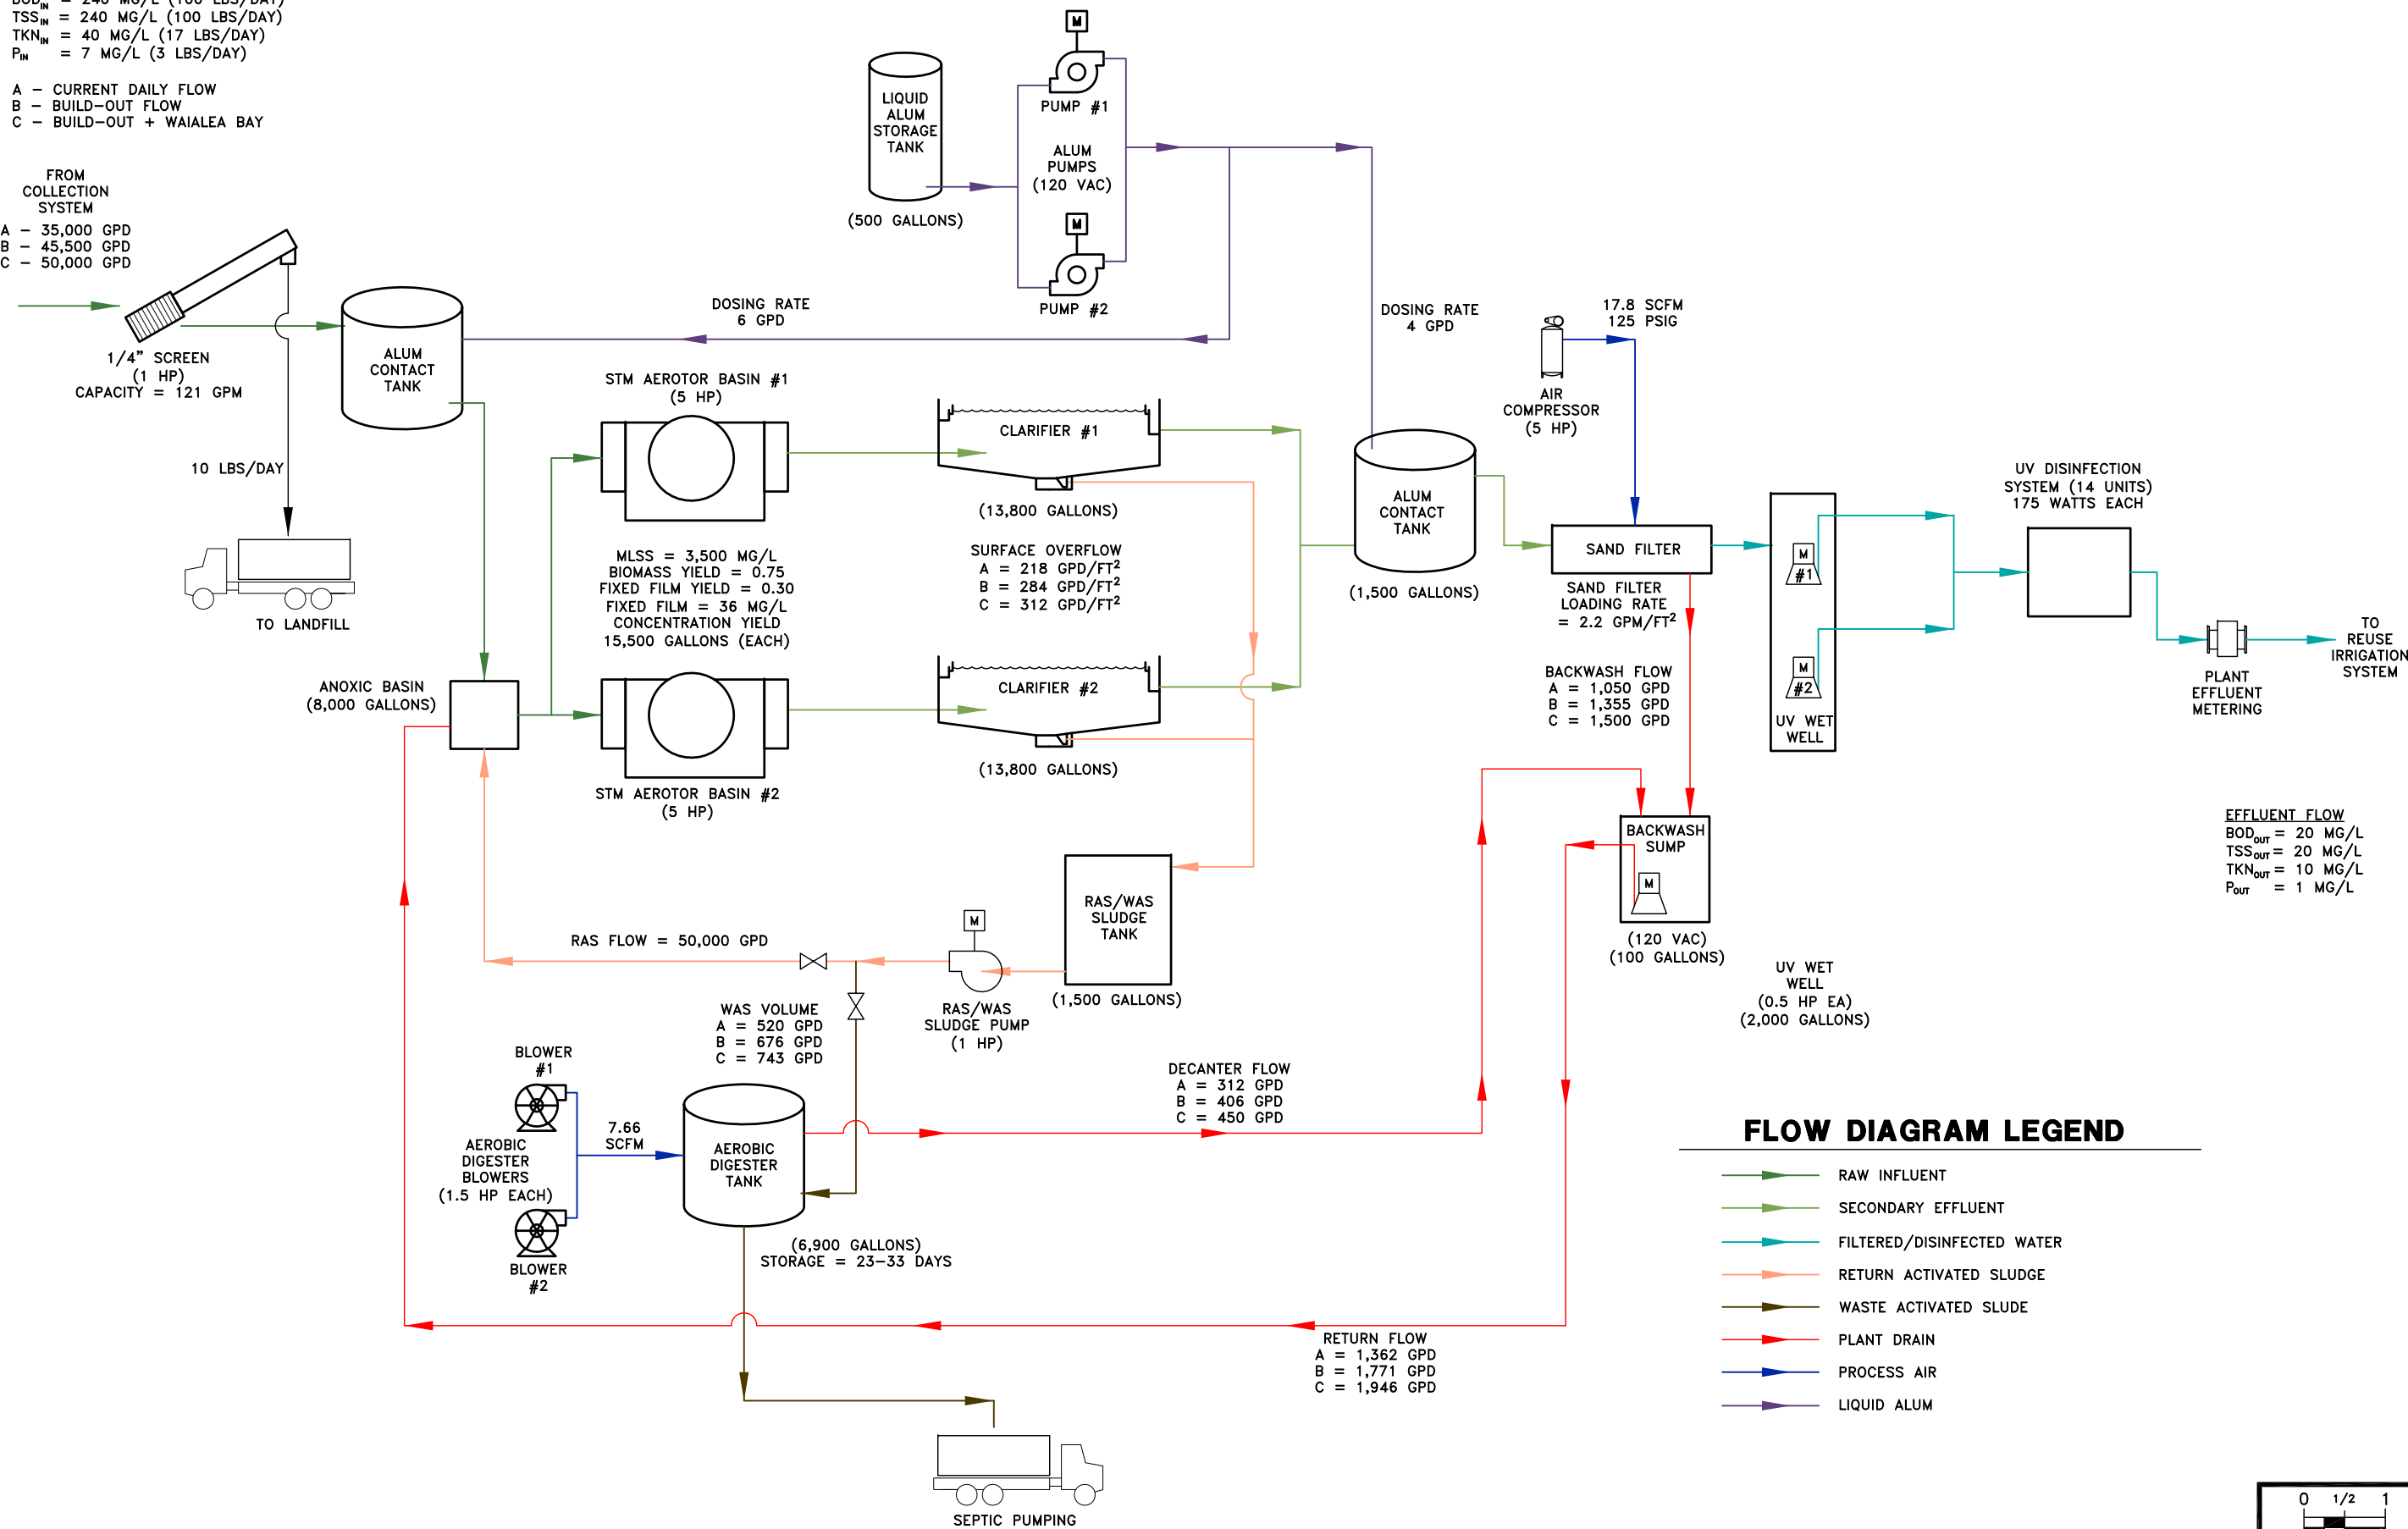 BOD_IN = 240 MG/L (100 LBS/DAY)
TSS_IN = 240 MG/L (100 LBS/DAY)
TKN_IN = 40 MG/L (17 LBS/DAY)
P_IN = 7 MG/L (3 LBS/DAY)
A – CURRENT DAILY FLOW
B – BUILD–OUT FLOW
C – BUILD–OUT + WAIALEA BAY
FROM
COLLECTION
SYSTEM
A – 35,000 GPD
B – 45,500 GPD
C – 50,000 GPD
1/4" SCREEN
(1 HP)
CAPACITY = 121 GPM
10 LBS/DAY
TO LANDFILL
ALUM
CONTACT
TANK
LIQUID
ALUM
STORAGE
TANK
(500 GALLONS)
M
PUMP #1
ALUM
PUMPS
(120 VAC)
M
PUMP #2
DOSING RATE
6 GPD
DOSING RATE
4 GPD
STM AEROTOR BASIN #1
(5 HP)
MLSS = 3,500 MG/L
BIOMASS YIELD = 0.75
FIXED FILM YIELD = 0.30
FIXED FILM = 36 MG/L
CONCENTRATION YIELD
15,500 GALLONS (EACH)
STM AEROTOR BASIN #2
(5 HP)
ANOXIC BASIN
(8,000 GALLONS)
CLARIFIER #1
(13,800 GALLONS)
SURFACE OVERFLOW
A = 218 GPD/FT²
B = 284 GPD/FT²
C = 312 GPD/FT²
CLARIFIER #2
(13,800 GALLONS)
ALUM
CONTACT
TANK
(1,500 GALLONS)
17.8 SCFM
125 PSIG
AIR
COMPRESSOR
(5 HP)
SAND FILTER
SAND FILTER
LOADING RATE
= 2.2 GPM/FT²
BACKWASH FLOW
A = 1,050 GPD
B = 1,355 GPD
C = 1,500 GPD
M
#1
M
#2
UV WET
WELL
UV DISINFECTION
SYSTEM (14 UNITS)
175 WATTS EACH
PLANT
EFFLUENT
METERING
TO
REUSE
IRRIGATION
SYSTEM
EFFLUENT FLOW
BOD_OUT = 20 MG/L
TSS_OUT = 20 MG/L
TKN_OUT = 10 MG/L
P_OUT = 1 MG/L
BACKWASH
SUMP
M
(120 VAC)
(100 GALLONS)
UV WET
WELL
(0.5 HP EA)
(2,000 GALLONS)
RAS/WAS
SLUDGE
TANK
(1,500 GALLONS)
M
RAS/WAS
SLUDGE PUMP
(1 HP)
RAS FLOW = 50,000 GPD
WAS VOLUME
A = 520 GPD
B = 676 GPD
C = 743 GPD
BLOWER
#1
AEROBIC
DIGESTER
BLOWERS
(1.5 HP EACH)
BLOWER
#2
7.66
SCFM
AEROBIC
DIGESTER
TANK
(6,900 GALLONS)
STORAGE = 23–33 DAYS
DECANTER FLOW
A = 312 GPD
B = 406 GPD
C = 450 GPD
RETURN FLOW
A = 1,362 GPD
B = 1,771 GPD
C = 1,946 GPD
SEPTIC PUMPING
FLOW DIAGRAM LEGEND
RAW INFLUENT
SECONDARY EFFLUENT
FILTERED/DISINFECTED WATER
RETURN ACTIVATED SLUDGE
WASTE ACTIVATED SLUDE
PLANT DRAIN
PROCESS AIR
LIQUID ALUM
0 1/2 1